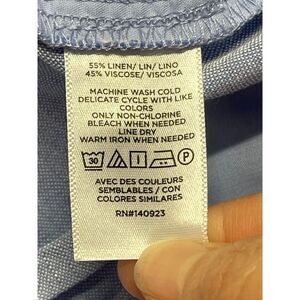 55% LINEN/ LIN/ LINO
45% VISCOSE/ VISCOSA
MACHINE WASH COLD
DELICATE CYCLE WITH LIKE
COLORS
ONLY NON-CHLORINE
BLEACH WHEN NEEDED
LINE DRY
WARM IRON WHEN NEEDED
30 P
AVEC DES COULEURS
SEMBLABLES / CON
COLORES SIMILARES
RN#140923